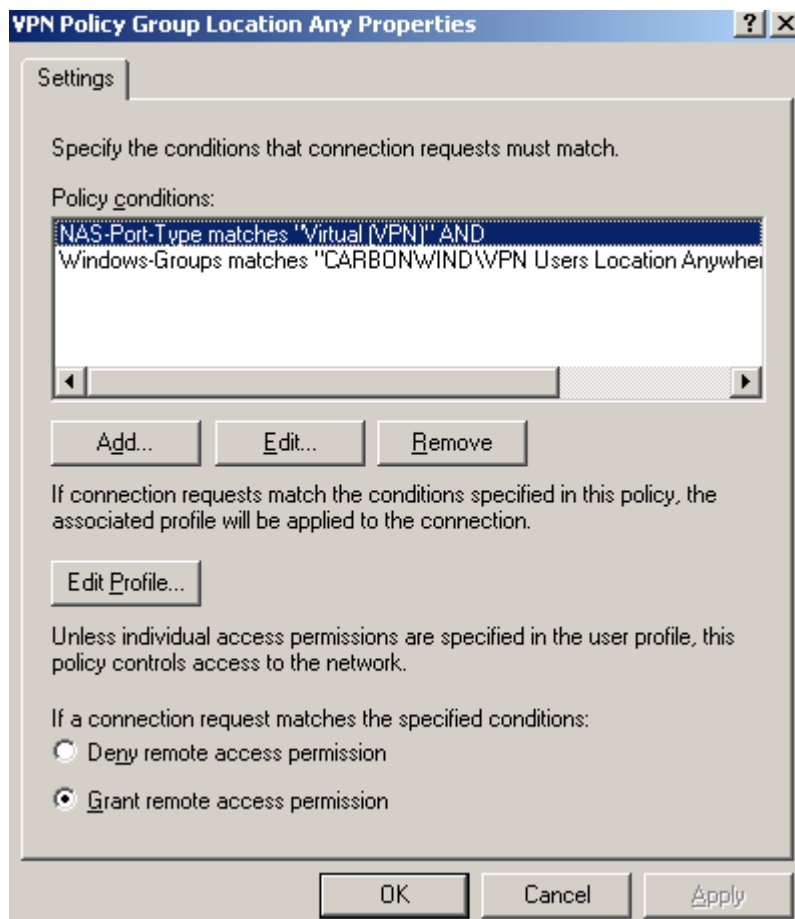 VPN Policy Group Location Any Properties
Settings
Specify the conditions that connection requests must match.
Policy conditions:
NAS-Port-Type matches "Virtual (VPN)" AND
Windows-Groups matches "CARBONWIND\VPN Users Location Anywher
Add... Edit... Remove
If connection requests match the conditions specified in this policy, the
associated profile will be applied to the connection.
Edit Profile...
Unless individual access permissions are specified in the user profile, this
policy controls access to the network.
If a connection request matches the specified conditions:
Deny remote access permission
Grant remote access permission
OK Cancel Apply